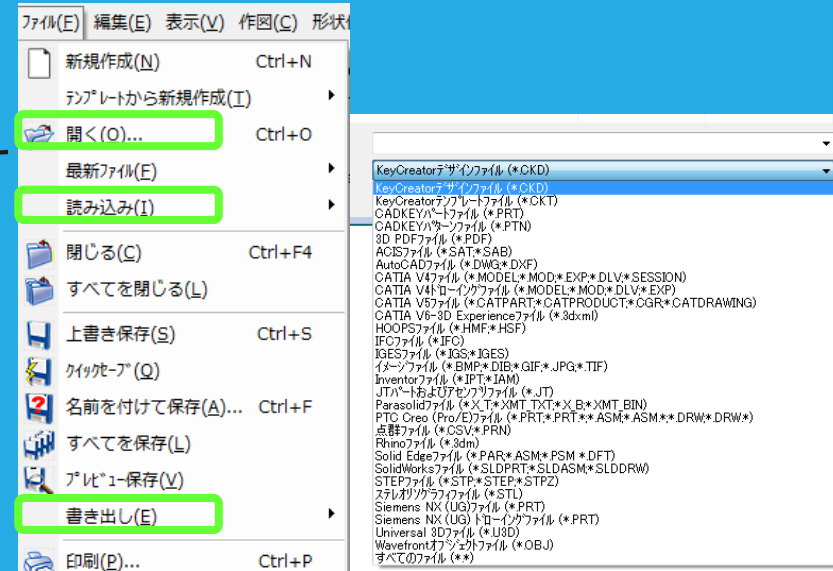 ファイル(F) 編集(E) 表示(V) 作図(C) 形状
新規作成(N) Ctrl+N
テンプレートから新規作成(T)
開く(O)... Ctrl+O
最新ファイル(F)
読み込み(I)
閉じる(C) Ctrl+F4
すべてを閉じる(L)
上書き保存(S) Ctrl+S
クイックセーブ(Q)
名前を付けて保存(A)... Ctrl+F
すべてを保存(L)
プレビュー保存(V)
書き出し(E)
印刷(P)... Ctrl+P
KeyCreatorデザインファイル (*.CKD)
KeyCreatorデザインファイル (*.CKD)
KeyCreatorテンプレートファイル (*.CKT)
CADKEYパートファイル (*.PRT)
CADKEYパターンファイル (*.PTN)
3D PDFファイル (*.PDF)
ACISファイル (*.SAT;*.SAB)
AutoCADファイル (*.DWG;*.DXF)
CATIA V4ファイル (*.MODEL;*.MOD;*.EXP;*.DLV;*.SESSION)
CATIA V4ドローイングファイル (*.MODEL;*.MOD;*.DLV;*.EXP)
CATIA V5ファイル (*.CATPART;*.CATPRODUCT;*.CGR;*.CATDRAWING)
CATIA V6-3D Experienceファイル (*.3dxml)
HOOPSファイル (*.HMF;*.HSF)
IFCファイル (*.IFC)
IGESファイル (*.IGS;*.IGES)
イメージファイル (*.BMP;*.DIB;*.GIF;*.JPG;*.TIF)
Inventorファイル (*.IPT;*.IAM)
JTパートおよびアセンブリファイル (*.JT)
Parasolidファイル (*.X_T;*.XMT_TXT;*.X_B;*.XMT_BIN)
PTC Creo (Pro/E)ファイル (*.PRT;*.PRT.*;*.ASM;*.ASM.*;*.DRW;*.DRW.*)
点群ファイル (*.CSV;*.PRN)
Rhinoファイル (*.3dm)
Solid Edgeファイル (*.PAR;*.ASM;*.PSM *.DFT)
SolidWorksファイル (*.SLDPRT;*.SLDASM;*.SLDDRW)
STEPファイル (*.STP;*.STEP;*.STPZ)
ステレオリソグラフィファイル (*.STL)
Siemens NX (UG)ファイル (*.PRT)
Siemens NX (UG) ドローイングファイル (*.PRT)
Universal 3Dファイル (*.U3D)
Wavefrontオブジェクトファイル (*.OBJ)
すべてのファイル (*.*)